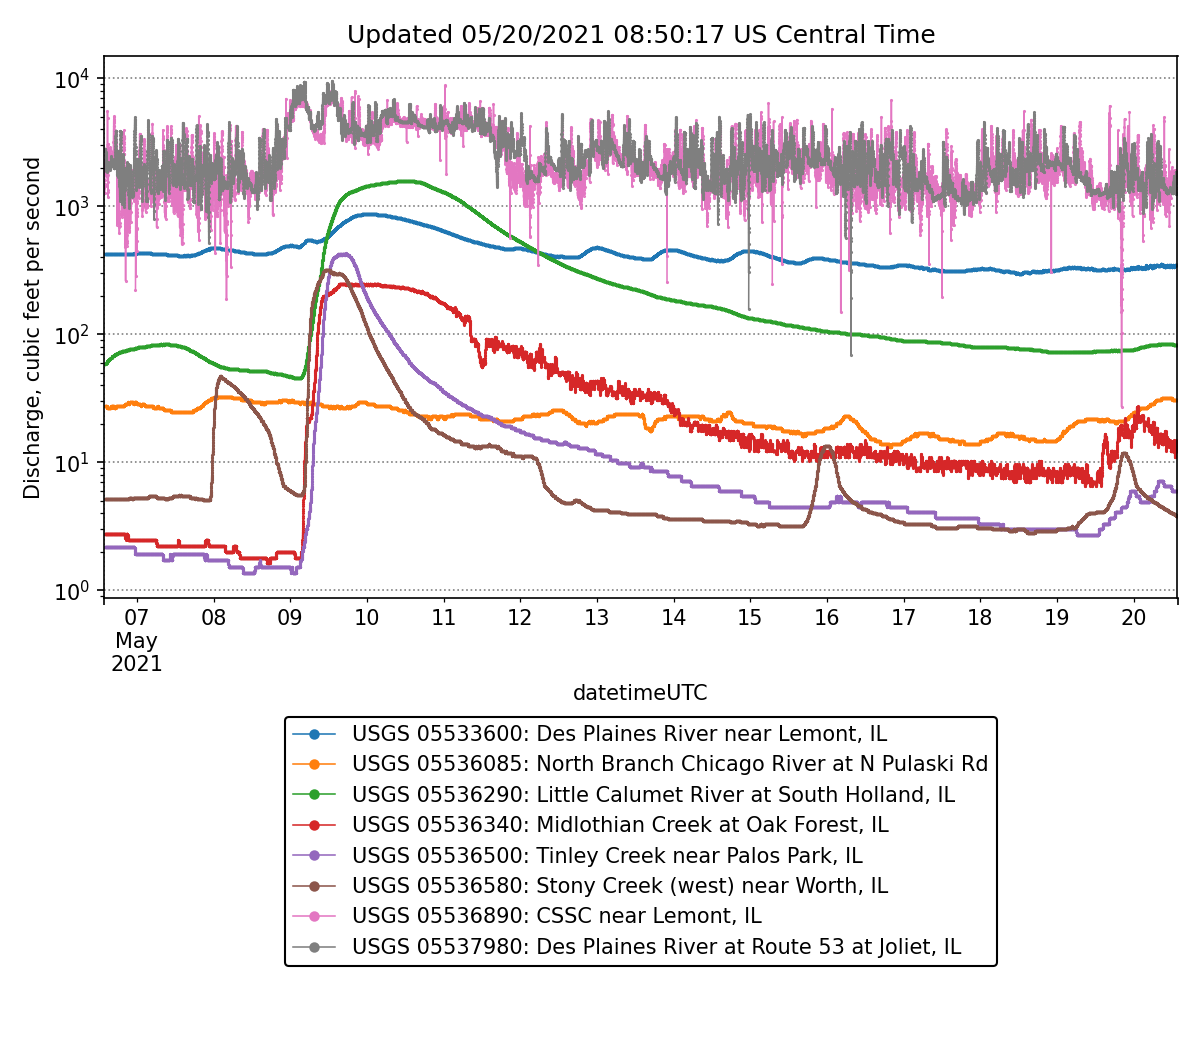 Updated 05/20/2021 08:50:17 US Central Time
Discharge, cubic feet per second
10^4
10^3
10^2
10^1
10^0
07 08 09 10 11 12 13 14 15 16 17 18 19 20
May
2021
datetimeUTC
USGS 05533600: Des Plaines River near Lemont, IL
USGS 05536085: North Branch Chicago River at N Pulaski Rd
USGS 05536290: Little Calumet River at South Holland, IL
USGS 05536340: Midlothian Creek at Oak Forest, IL
USGS 05536500: Tinley Creek near Palos Park, IL
USGS 05536580: Stony Creek (west) near Worth, IL
USGS 05536890: CSSC near Lemont, IL
USGS 05537980: Des Plaines River at Route 53 at Joliet, IL